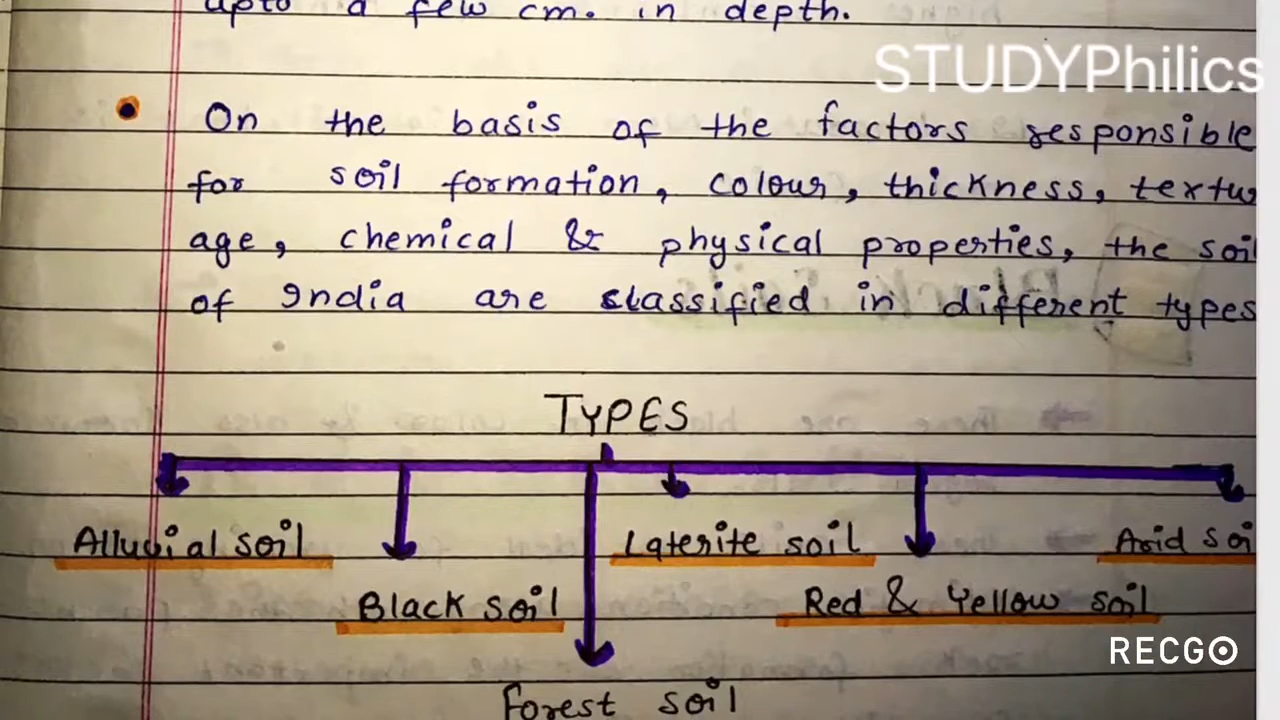 upto a few cm. in depth.
STUDYPhilics
On the basis of the factors responsible
for soil formation, colour, thickness, textu
age, chemical & physical properties, the soil
of India are classified in different types
TYPES
Alluvial soil
Laterite soil
Arid soi
Black soil
Red & Yellow soil
RECGO
Forest soil